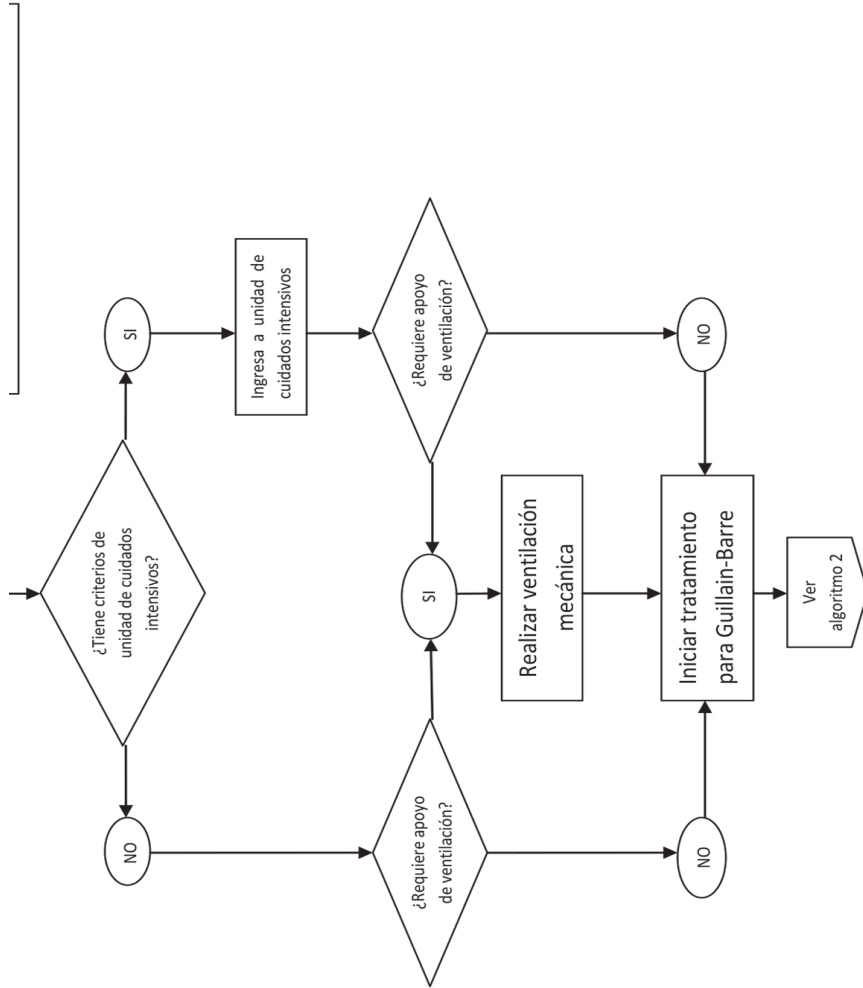 ¿Tiene criterios de
unidad de cuidados
intensivos?
NO
SI
Ingresa a unidad de
cuidados intensivos
¿Requiere apoyo
de ventilación?
¿Requiere apoyo
de ventilación?
SI
Realizar ventilación
mecánica
NO
NO
Iniciar tratamiento
para Guillain-Barre
Ver
algoritmo 2